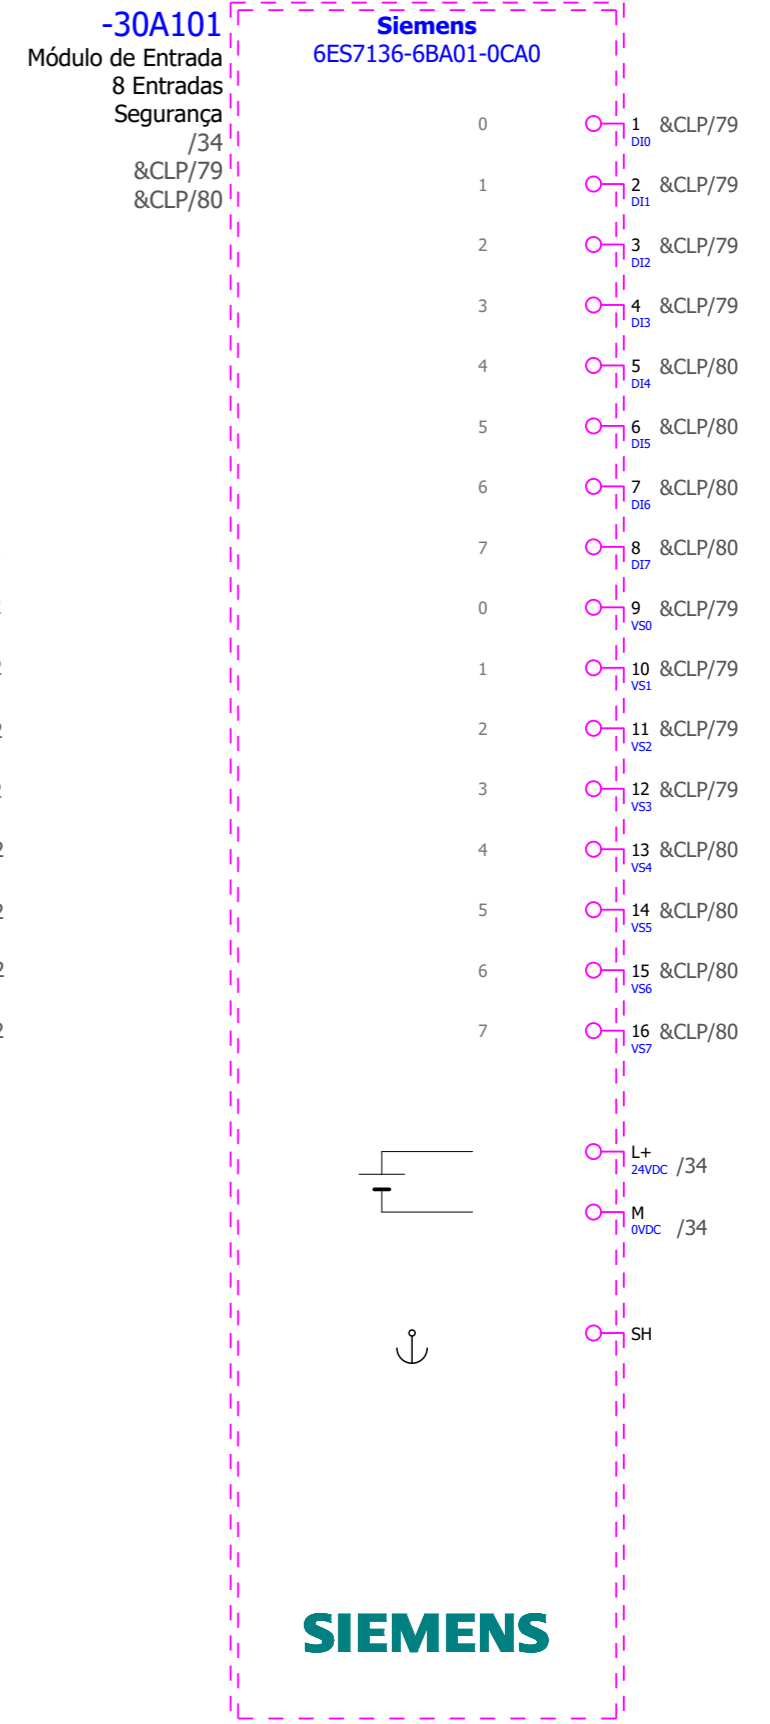 -30A101
Módulo de Entrada
8 Entradas
Segurança
/34
&CLP/79
&CLP/80
Siemens
6ES7136-6BA01-0CA0
0 1 &CLP/79
DI0
1 2 &CLP/79
DI1
2 3 &CLP/79
DI2
3 4 &CLP/79
DI3
4 5 &CLP/80
DI4
5 6 &CLP/80
DI5
6 7 &CLP/80
DI6
7 8 &CLP/80
DI7
0 9 &CLP/79
VS0
1 10 &CLP/79
VS1
2 11 &CLP/79
VS2
3 12 &CLP/79
VS3
4 13 &CLP/80
VS4
5 14 &CLP/80
VS5
6 15 &CLP/80
VS6
7 16 &CLP/80
VS7
L+
24VDC /34
M
0VDC /34
SH
SIEMENS